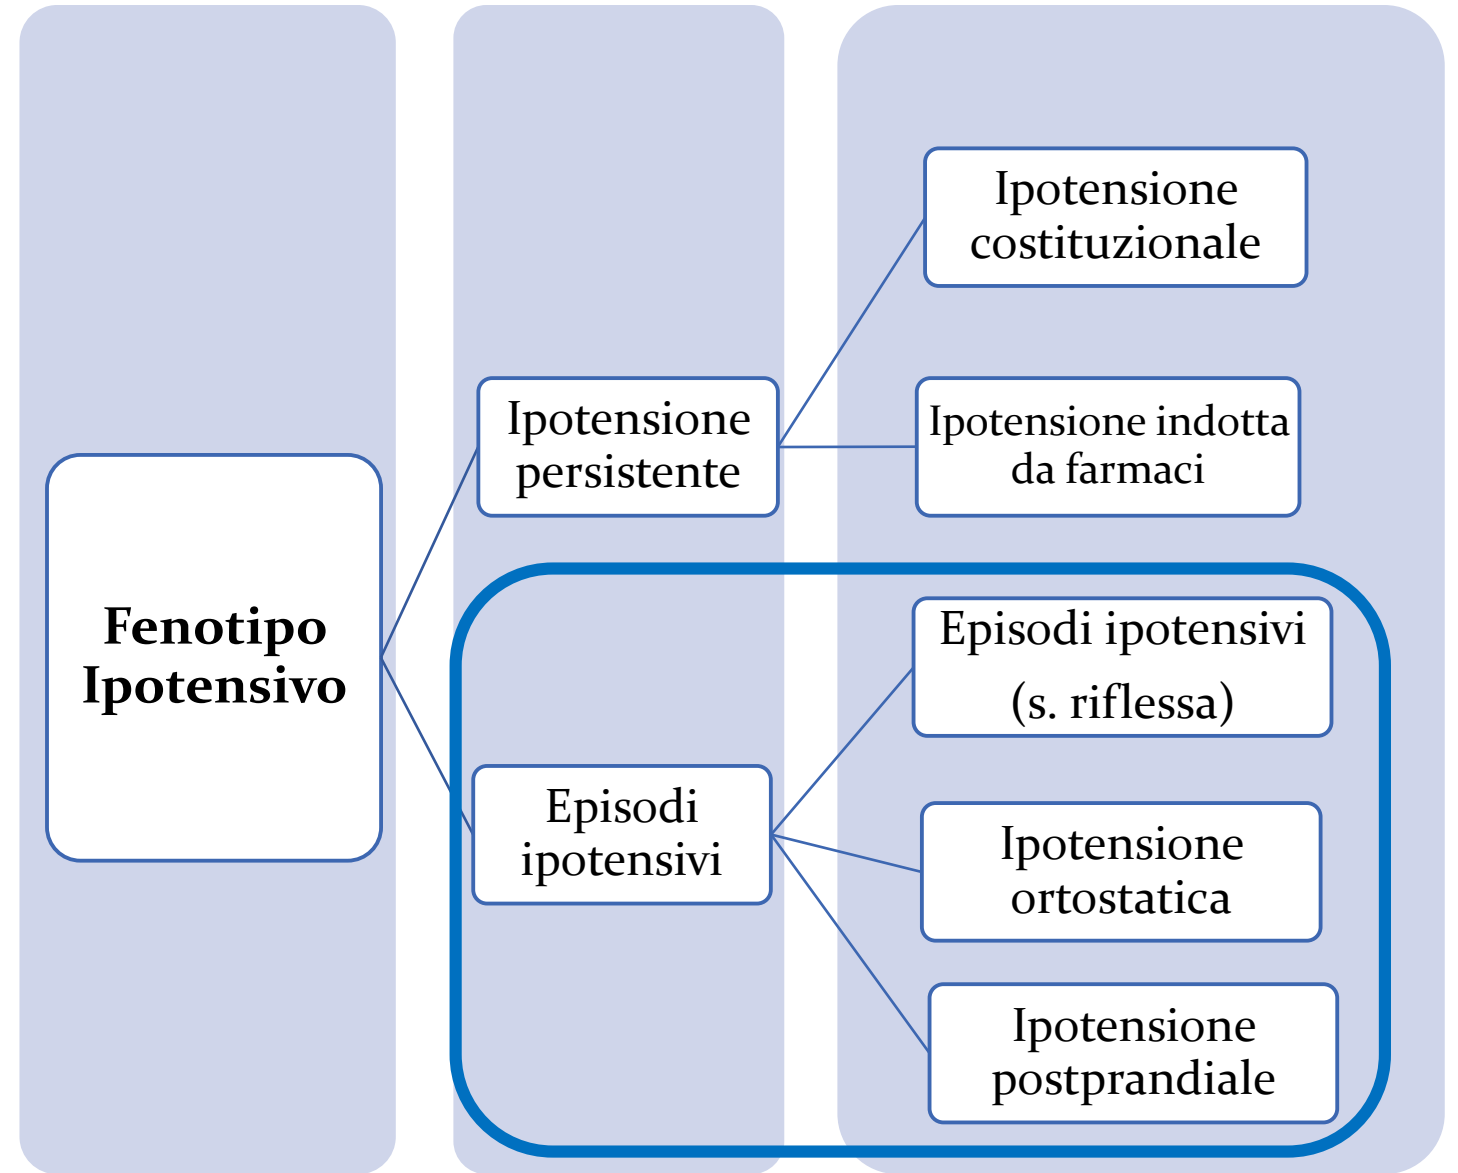 Fenotipo
Ipotensivo
Ipotensione
persistente
Ipotensione
costituzionale
Ipotensione indotta
da farmaci
Episodi
ipotensivi
Episodi ipotensivi
(s. riflessa)
Ipotensione
ortostatica
Ipotensione
postprandiale